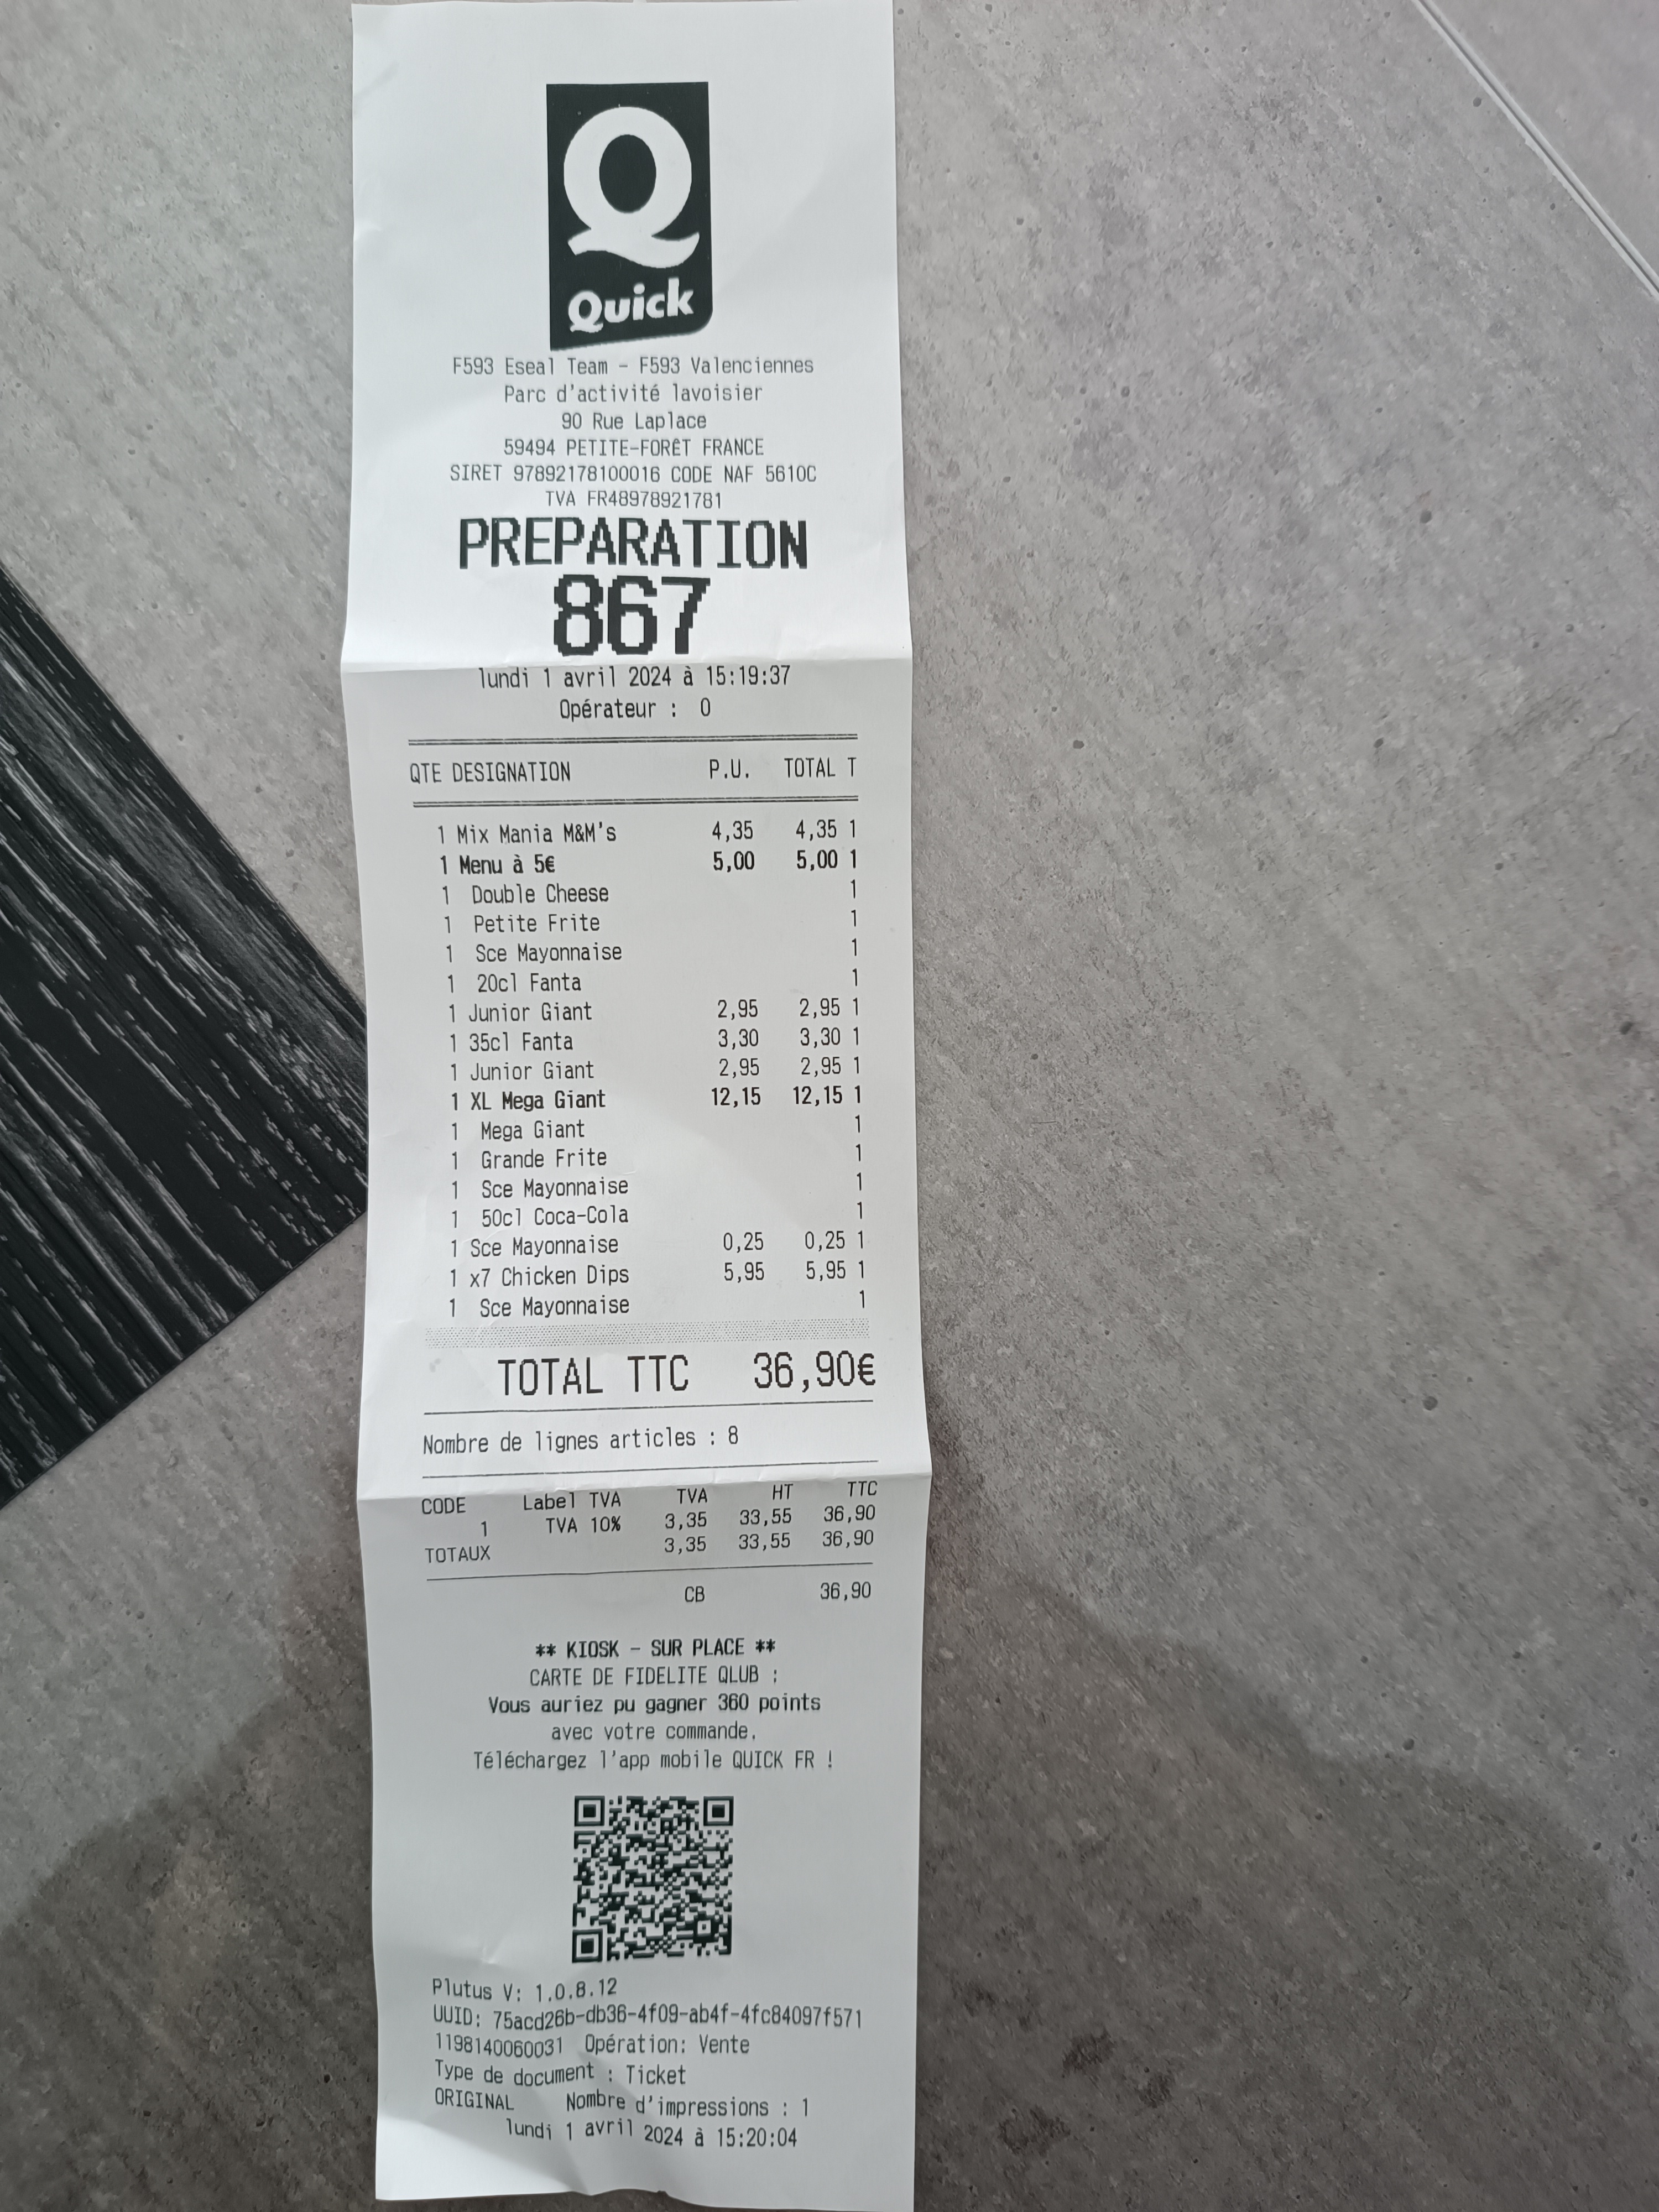 Q
Quick
F593 Eseal Team - F593 Valenciennes
Parc d'activité lavoisier
90 Rue Laplace
59494 PETITE-FORÊT FRANCE
SIRET 97892178100016 CODE NAF 5610C
TVA FR48978921781
PREPARATION
867
lundi 1 avril 2024 à 15:19:37
Opérateur : 0
QTE DESIGNATION P.U. TOTAL T
1 Mix Mania M&M's 4,35 4,35 1
1 Menu à 5€ 5,00 5,00 1
1 Double Cheese 1
1 Petite Frite 1
1 Sce Mayonnaise 1
1 20cl Fanta 1
1 Junior Giant 2,95 2,95 1
1 35cl Fanta 3,30 3,30 1
1 Junior Giant 2,95 2,95 1
1 XL Mega Giant 12,15 12,15 1
1 Mega Giant 1
1 Grande Frite 1
1 Sce Mayonnaise 1
1 50cl Coca-Cola 1
1 Sce Mayonnaise 0,25 0,25 1
1 x7 Chicken Dips 5,95 5,95 1
1 Sce Mayonnaise 1
TOTAL TTC 36,90€
Nombre de lignes articles : 8
CODE Label TVA TVA HT TTC
1 TVA 10% 3,35 33,55 36,90
TOTAUX 3,35 33,55 36,90
CB 36,90
** KIOSK - SUR PLACE **
CARTE DE FIDELITE QLUB :
Vous auriez pu gagner 360 points
avec votre commande.
Téléchargez l'app mobile QUICK FR !
Plutus V: 1.0.8.12
UUID: 75acd26b-db36-4f09-ab4f-4fc84097f571
1198140060031 Opération: Vente
Type de document : Ticket
ORIGINAL Nombre d'impressions : 1
lundi 1 avril 2024 à 15:20:04